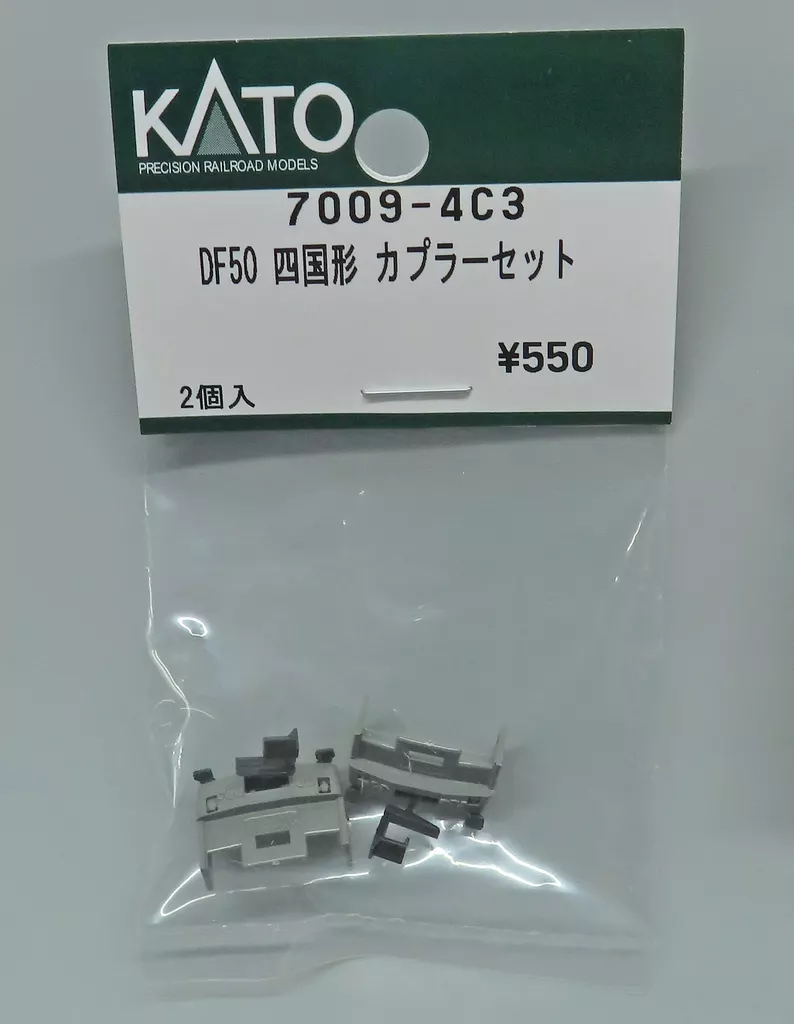 KATO
PRECISION RAILROAD MODELS
7009-4C3
DF50 四国形 カプラーセット
¥550
2個入